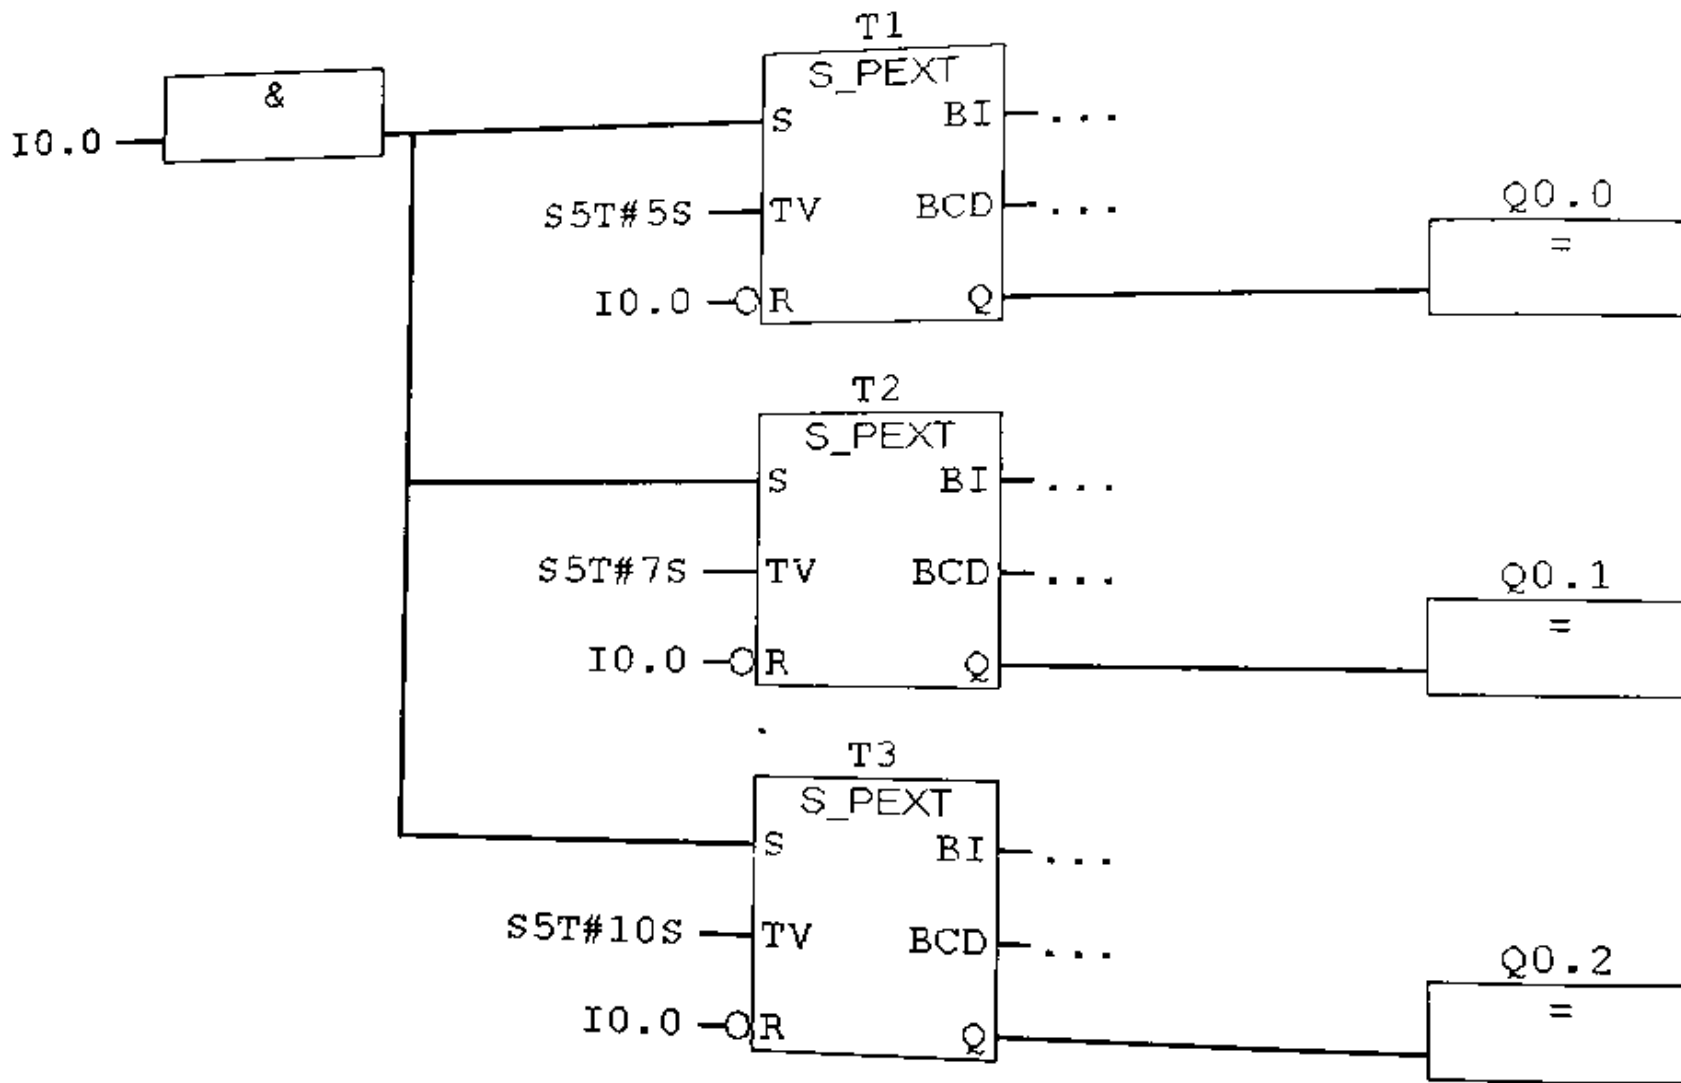 T1
S_PEXT
&
I0.0
S
BI ...
S5T#5S
TV
BCD ...
Q0.0
=
I0.0
R
Q
T2
S_PEXT
S
BI ...
S5T#7S
TV
BCD ...
Q0.1
=
I0.0
R
Q
T3
S_PEXT
S
BI ...
S5T#10S
TV
BCD ...
Q0.2
=
I0.0
R
Q